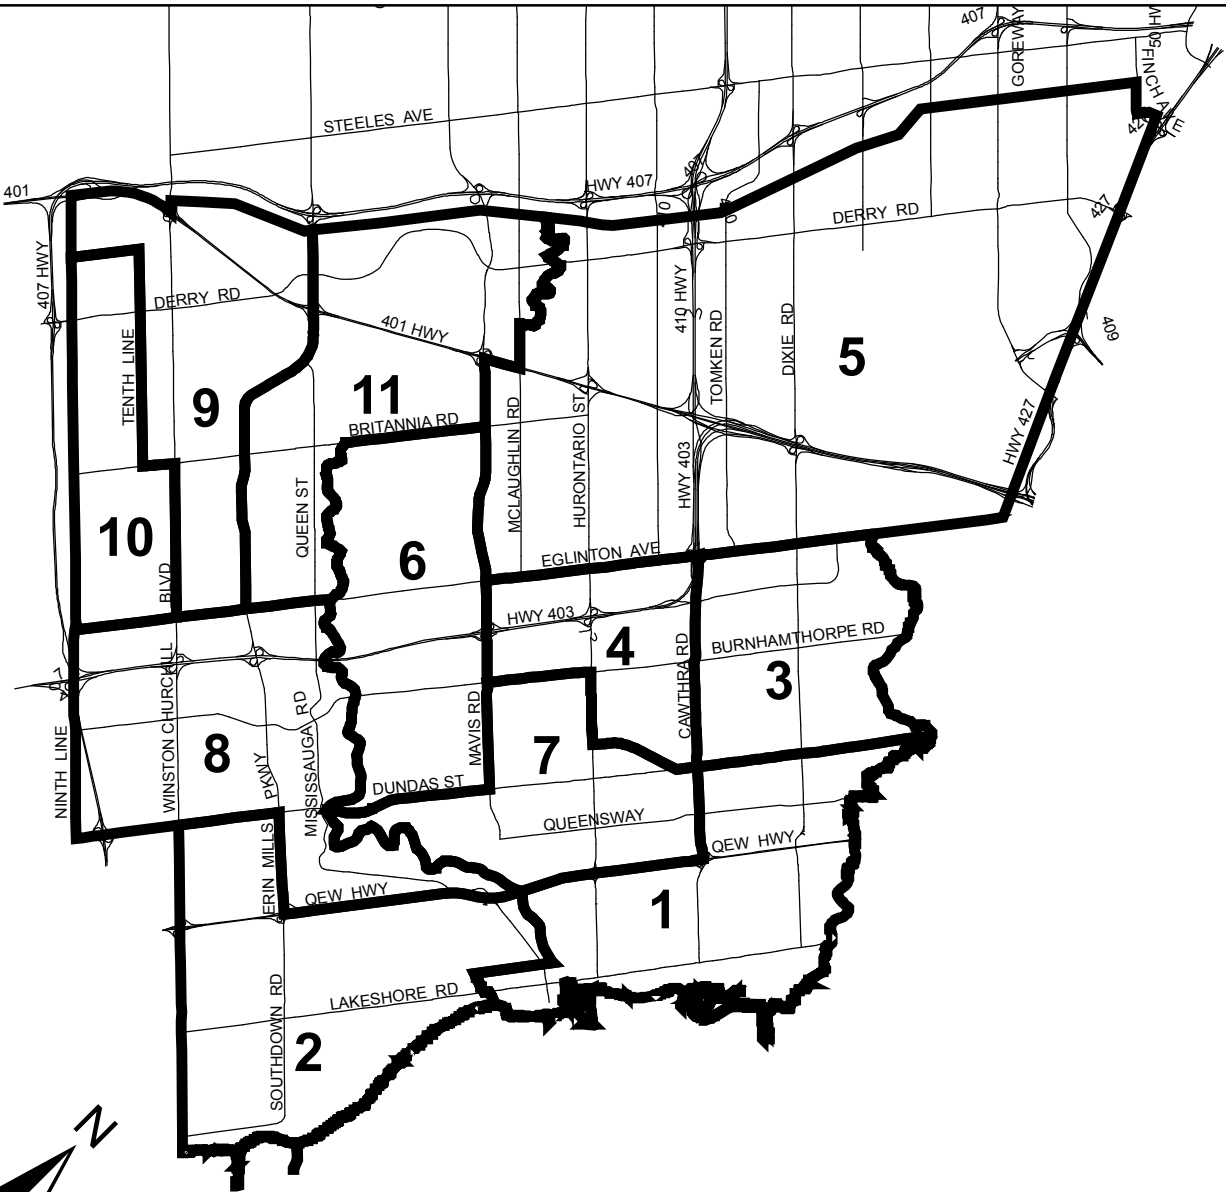 407
GOREWAY
50 HW
FINCH AVE
STEELES AVE
401
HWY 407
427
DERRY RD
407 HWY
DERRY RD
410 HWY
401 HWY
TENTH LINE
TOMKEN RD
DIXIE RD
5
409
9
11
BRITANNIA RD
MCLAUGHLIN RD
HURONTARIO ST
HWY 427
HWY 403
QUEEN ST
10
6
EGLINTON AVE
BLVD
HWY 403
4
BURNHAMTHORPE RD
CAWTHRA RD
3
WINSTON CHURCHILL
MISSISSAUGA RD
MAVIS RD
NINTH LINE
8
7
PKWY
DUNDAS ST
QUEENSWAY
ERIN MILLS
QEW HWY
QEW HWY
1
LAKESHORE RD
SOUTHDOWN RD
2
N